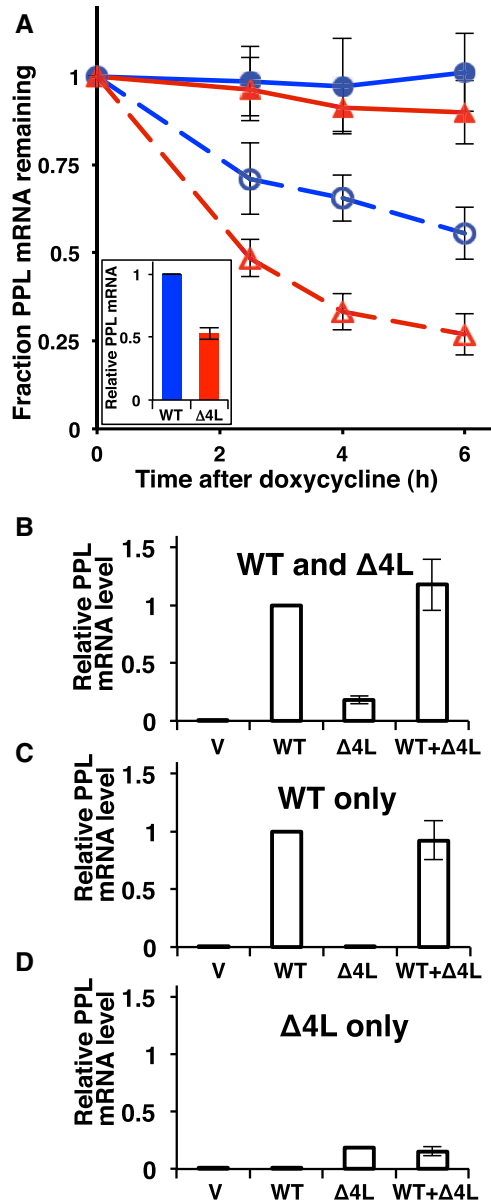 A
Fraction PPL mRNA remaining
1
0.75
0.5
0.25
0
0 2 4 6
Time after doxycycline (h)
Relative PPL mRNA
1
0.5
0
WT Δ4L
B
Relative PPL
mRNA level
WT and Δ4L
1.5
1
0.5
0
V WT Δ4L WT+Δ4L
C
Relative PPL
mRNA level
WT only
1.5
1
0.5
0
V WT Δ4L WT+Δ4L
D
Relative PPL
mRNA level
Δ4L only
1.5
1
0.5
0
V WT Δ4L WT+Δ4L